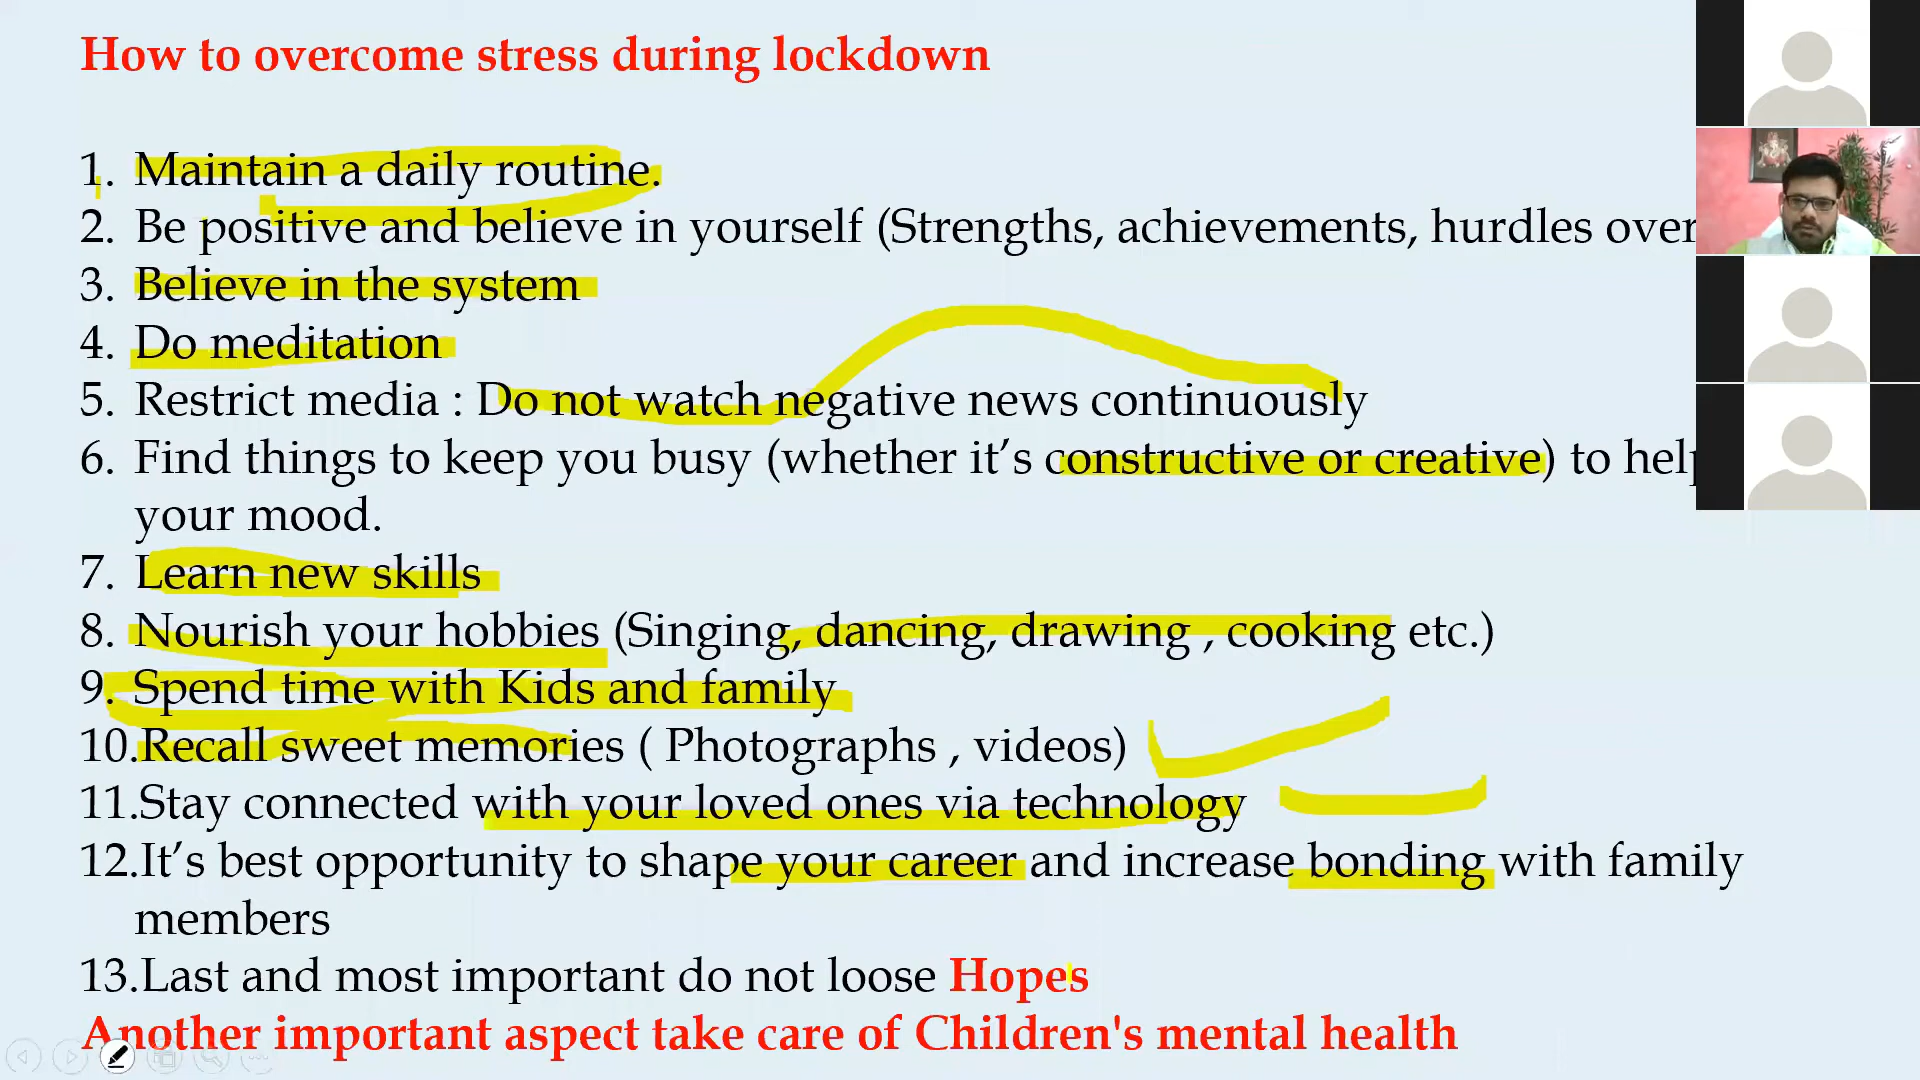 How to overcome stress during lockdown
1. Maintain a daily routine.
2. Be positive and believe in yourself (Strengths, achievements, hurdles over
3. Believe in the system
4. Do meditation
5. Restrict media : Do not watch negative news continuously
6. Find things to keep you busy (whether it’s constructive or creative) to help
your mood.
7. Learn new skills
8. Nourish your hobbies (Singing, dancing, drawing , cooking etc.)
9. Spend time with Kids and family
10.Recall sweet memories ( Photographs , videos)
11.Stay connected with your loved ones via technology
12.It’s best opportunity to shape your career and increase bonding with family
members
13.Last and most important do not loose Hopes
Another important aspect take care of Children's mental health